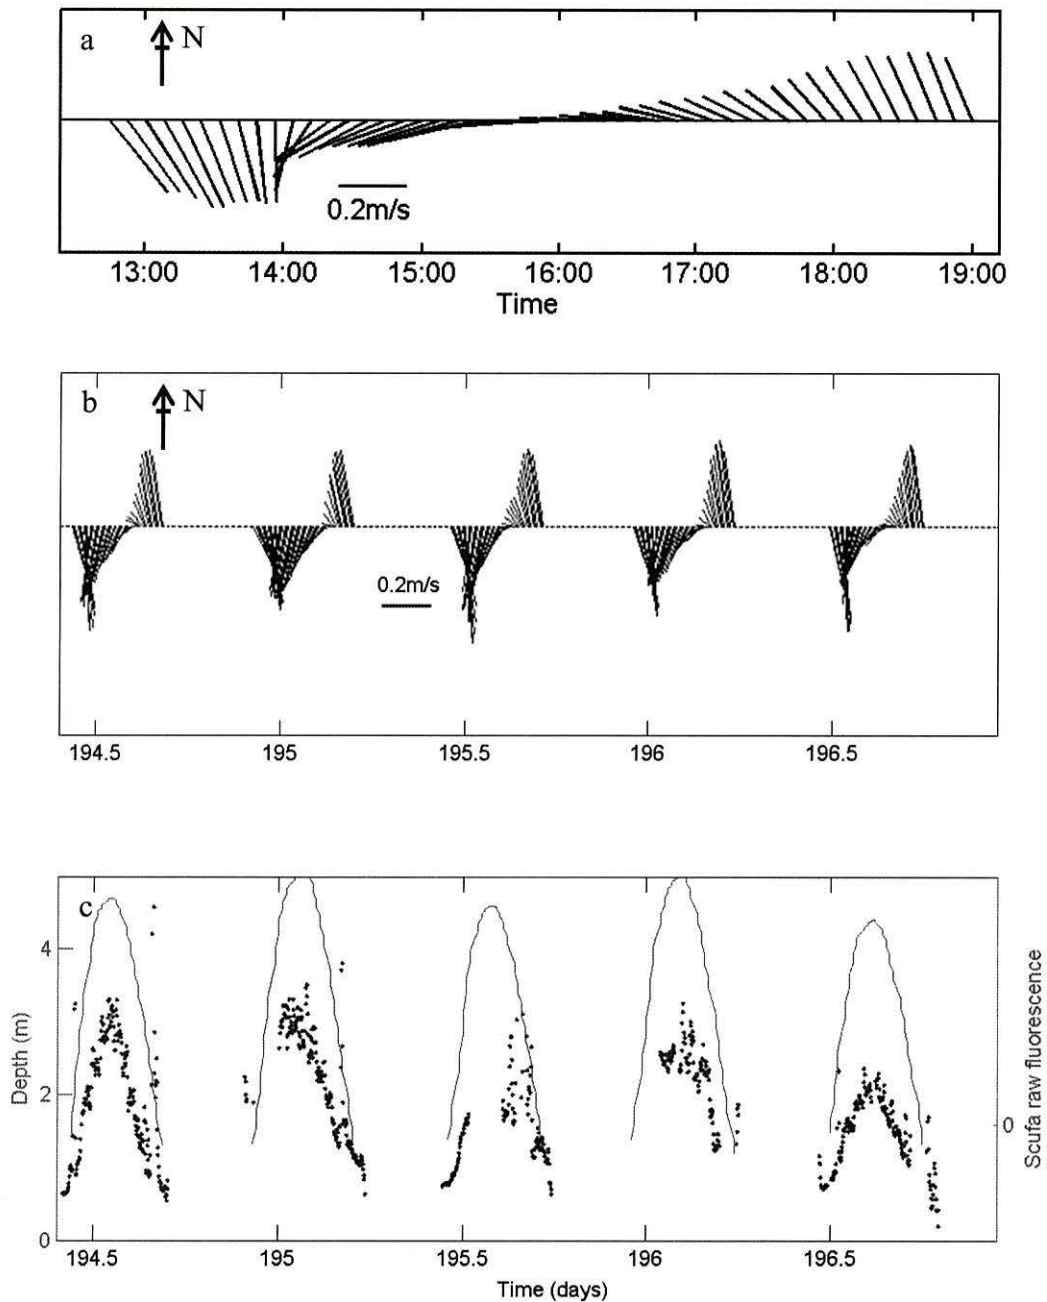 a
N
0.2m/s
13:00 14:00 15:00 16:00 17:00 18:00 19:00
Time
b
N
0.2m/s
194.5 195 195.5 196 196.5
c
4
2
0
Depth (m)
0
Scufa raw fluorescence
194.5 195 195.5 196 196.5
Time (days)